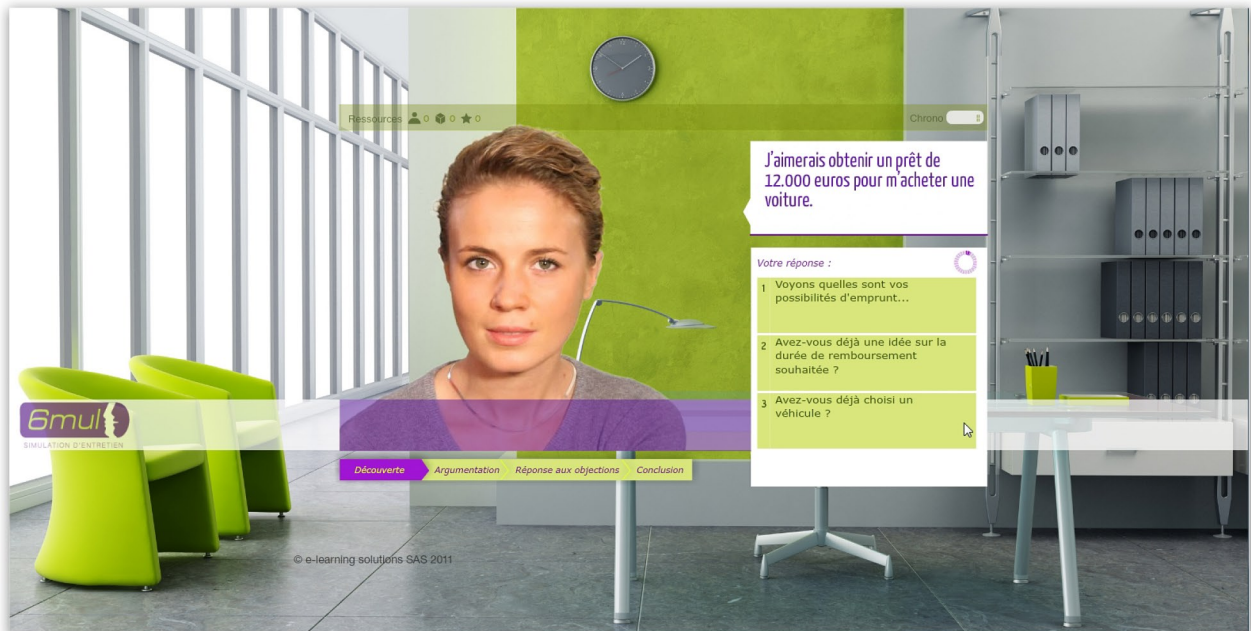 Ressources 0 0 0
Chrono
J'aimerais obtenir un prêt de
12.000 euros pour m'acheter une
voiture.
Votre réponse :
1 Voyons quelles sont vos
possibilités d'emprunt...
2 Avez-vous déjà une idée sur la
durée de remboursement
souhaitée ?
3 Avez-vous déjà choisi un
véhicule ?
6mul
SIMULATION D'ENTRETIEN
Découverte Argumentation Réponse aux objections Conclusion
© e-learning solutions SAS 2011